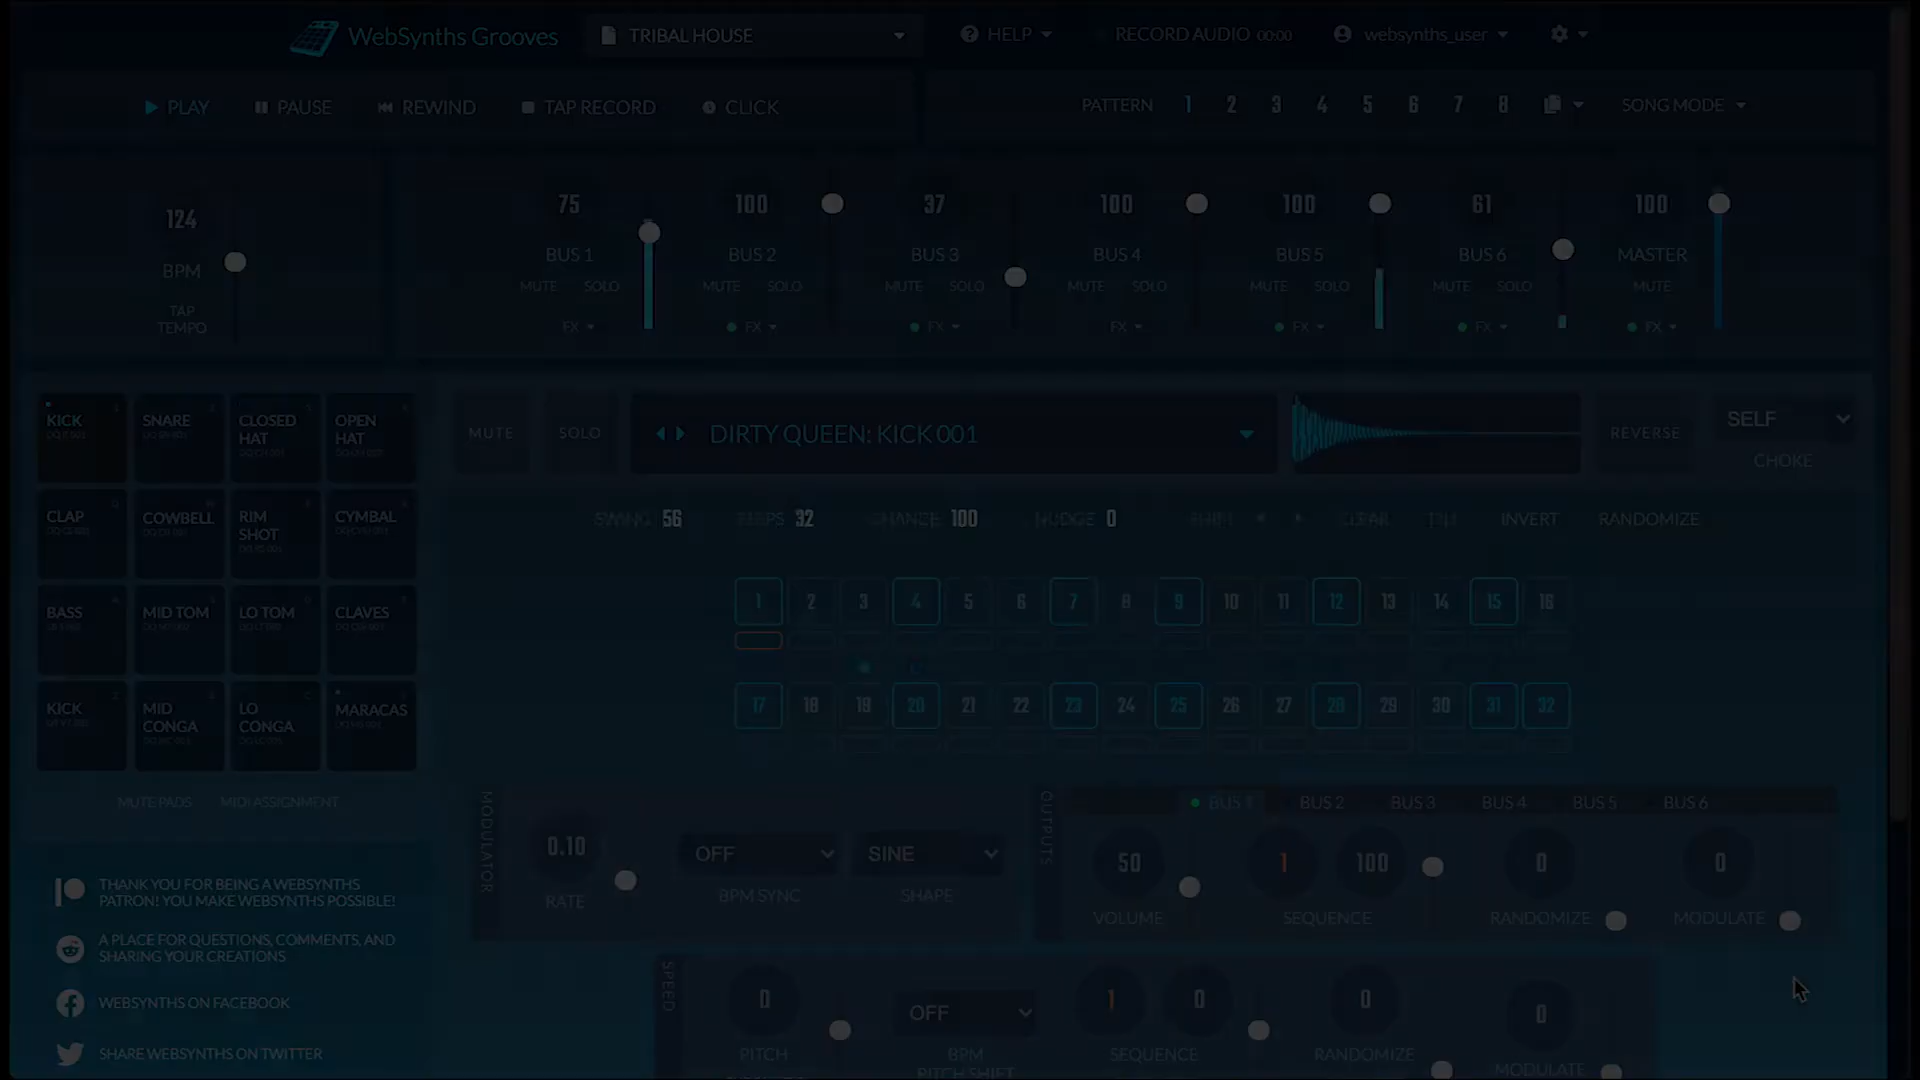 WebSynths Grooves
TRIBAL HOUSE
HELP
RECORD AUDIO 00:00
websynths_user
PLAY
PAUSE
REWIND
TAP RECORD
CLICK
PATTERN 1 2 3 4 5 6 7 8
SONG MODE
124
BPM
TAP
TEMPO
75
BUS 1
MUTE SOLO
FX
100
BUS 2
MUTE SOLO
FX
37
BUS 3
MUTE SOLO
FX
100
BUS 4
MUTE SOLO
FX
100
BUS 5
MUTE SOLO
FX
61
BUS 6
MUTE SOLO
FX
100
MASTER
MUTE
FX
KICK
SNARE
CLOSED
HAT
OPEN
HAT
CLAP
COWBELL
RIM
SHOT
CYMBAL
BASS
MID TOM
LO TOM
CLAVES
KICK
MID
CONGA
LO
CONGA
MARACAS
MUTE PADS
MIDI ASSIGNMENT
MUTE
SOLO
DIRTY QUEEN: KICK 001
REVERSE
SELF
CHOKE
SWING 56
STEPS 32
CHANCE 100
NUDGE 0
SHIFT
CLEAR
FILL
INVERT
RANDOMIZE
1 2 3 4 5 6 7 8 9 10 11 12 13 14 15 16
17 18 19 20 21 22 23 24 25 26 27 28 29 30 31 32
MODULATOR
0.10
RATE
OFF
BPM SYNC
SINE
SHAPE
OUTPUTS
BUS 1 BUS 2 BUS 3 BUS 4 BUS 5 BUS 6
50
VOLUME
1 100
SEQUENCE
0
RANDOMIZE
0
MODULATE
SPEED
0
PITCH
OFF
BPM
PITCH SHIFT
1 0
SEQUENCE
0
RANDOMIZE
0
MODULATE
THANK YOU FOR BEING A WEBSYNTHS
PATRON! YOU MAKE WEBSYNTHS POSSIBLE!
A PLACE FOR QUESTIONS, COMMENTS, AND
SHARING YOUR CREATIONS
WEBSYNTHS ON FACEBOOK
SHARE WEBSYNTHS ON TWITTER